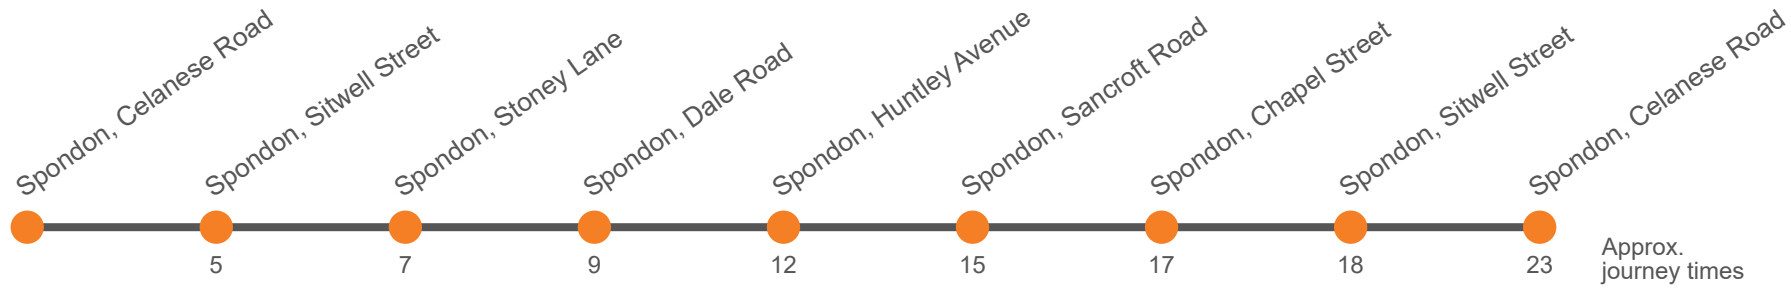 Spondon, Celanese Road
Spondon, Sitwell Street
Spondon, Stoney Lane
Spondon, Dale Road
Spondon, Huntley Avenue
Spondon, Sancroft Road
Spondon, Chapel Street
Spondon, Sitwell Street
Spondon, Celanese Road
5
7
9
12
15
17
18
23
Approx.
journey times